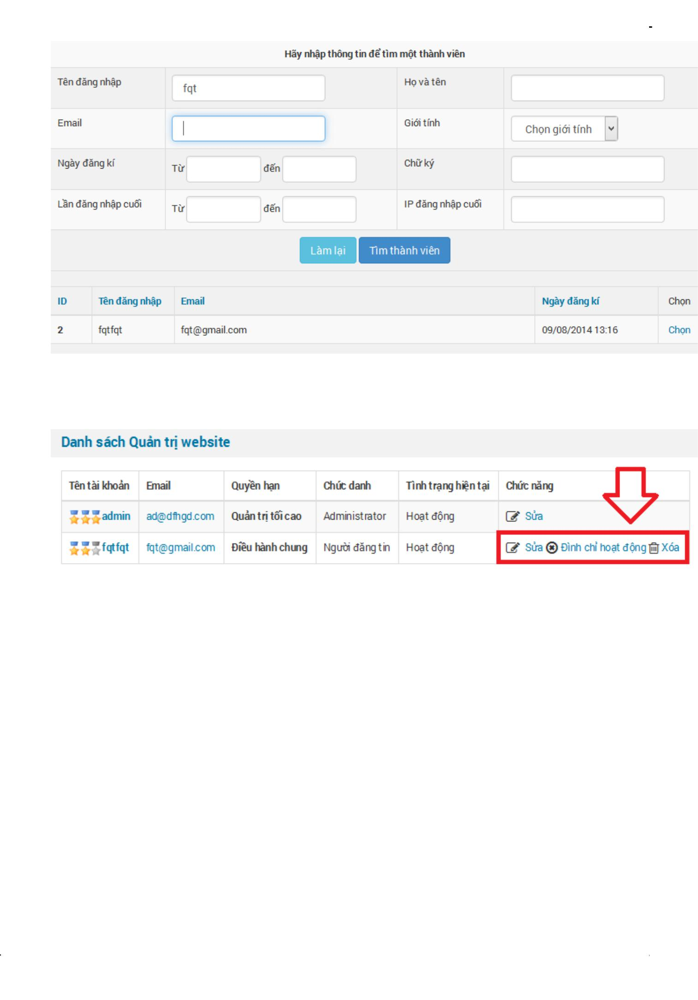 Hãy nhập thông tin để tìm một thành viên
Tên đăng nhập fqt Họ và tên
Email Giới tính Chọn giới tính
Ngày đăng kí Từ đến Chữ ký
Lần đăng nhập cuối Từ đến IP đăng nhập cuối
Làm lại Tìm thành viên
ID Tên đăng nhập Email Ngày đăng kí Chọn
2 fqtfqt fqt@gmail.com 09/08/2014 13:16 Chọn
Danh sách Quản trị website
Tên tài khoản Email Quyền hạn Chức danh Tình trạng hiện tại Chức năng
admin ad@dfhgd.com Quản trị tối cao Administrator Hoạt động Sửa
fqtfqt fqt@gmail.com Điều hành chung Người đăng tin Hoạt động Sửa Đình chỉ hoạt động Xóa